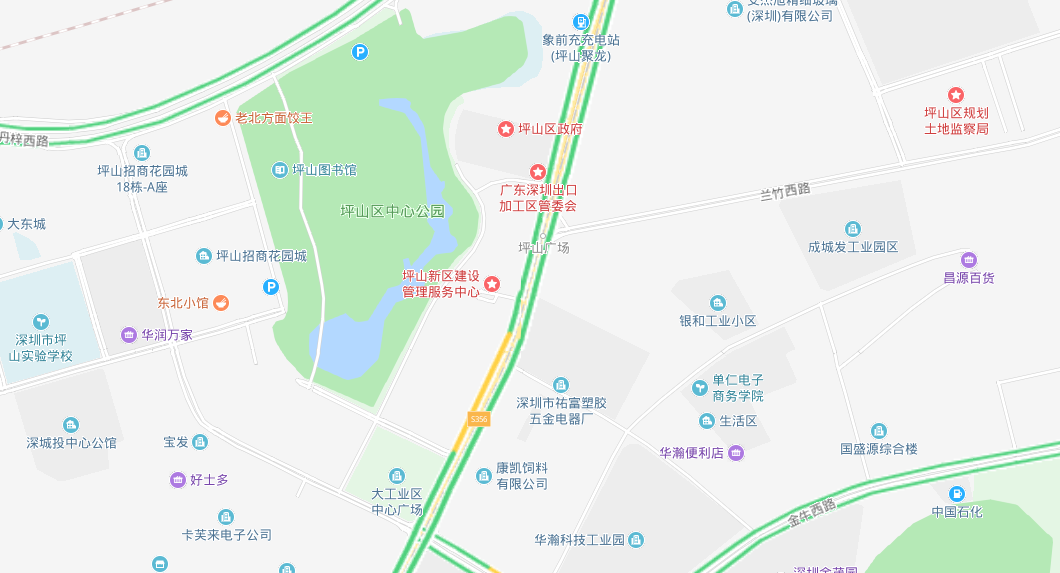 艾杰旭精细玻璃
(深圳)有限公司
象前充充电站
(坪山聚龙)
P
老北方面饺王
坪山区政府
坪山区规划
土地监察局
丹梓西路
坪山招商花园城
18栋-A座
坪山图书馆
广东深圳出口
加工区管委会
兰竹西路
坪山区中心公园
大东城
坪山广场
成城发工业园区
坪山招商花园城
坪山新区建设
管理服务中心
昌源百货
P
东北小馆
银和工业小区
华润万家
深圳市坪
山实验学校
单仁电子
商务学院
深圳市祐富塑胶
五金电器厂
S356
生活区
深城投中心公馆
宝发
国盛源综合楼
华瀚便利店
好士多
康凯饲料
有限公司
大工业区
中心广场
金牛西路
中国石化
卡芙来电子公司
华瀚科技工业园